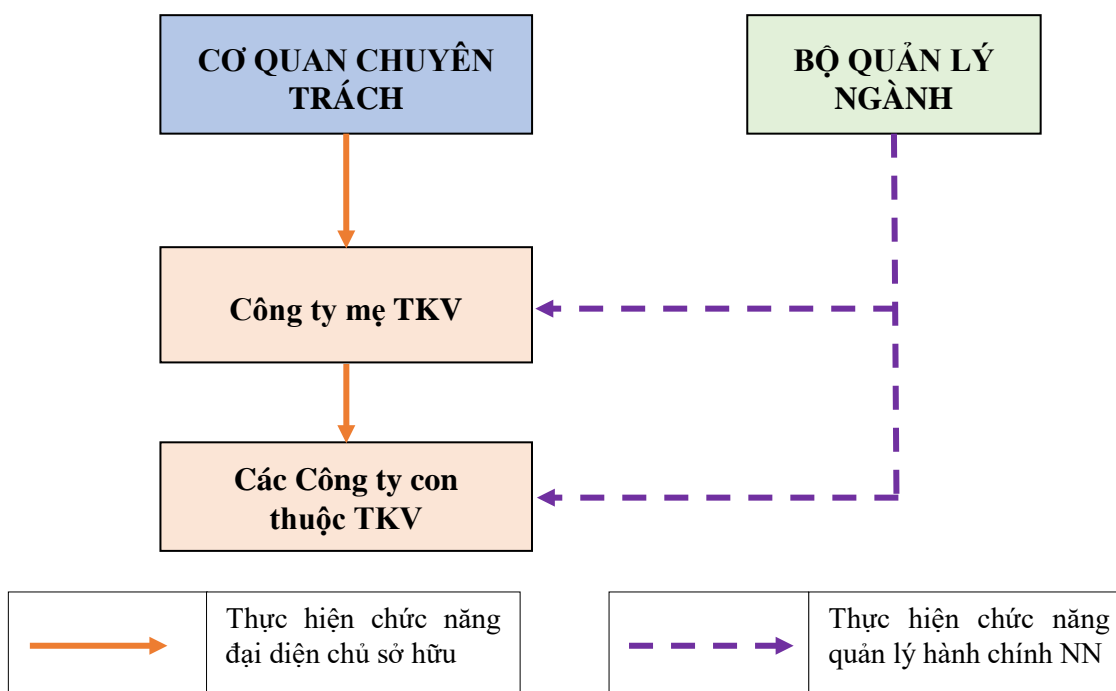 CƠ QUAN CHUYÊN
TRÁCH
BỘ QUẢN LÝ
NGÀNH
Công ty mẹ TKV
Các Công ty con
thuộc TKV
Thực hiện chức năng
đại diện chủ sở hữu
Thực hiện chức năng
quản lý hành chính NN